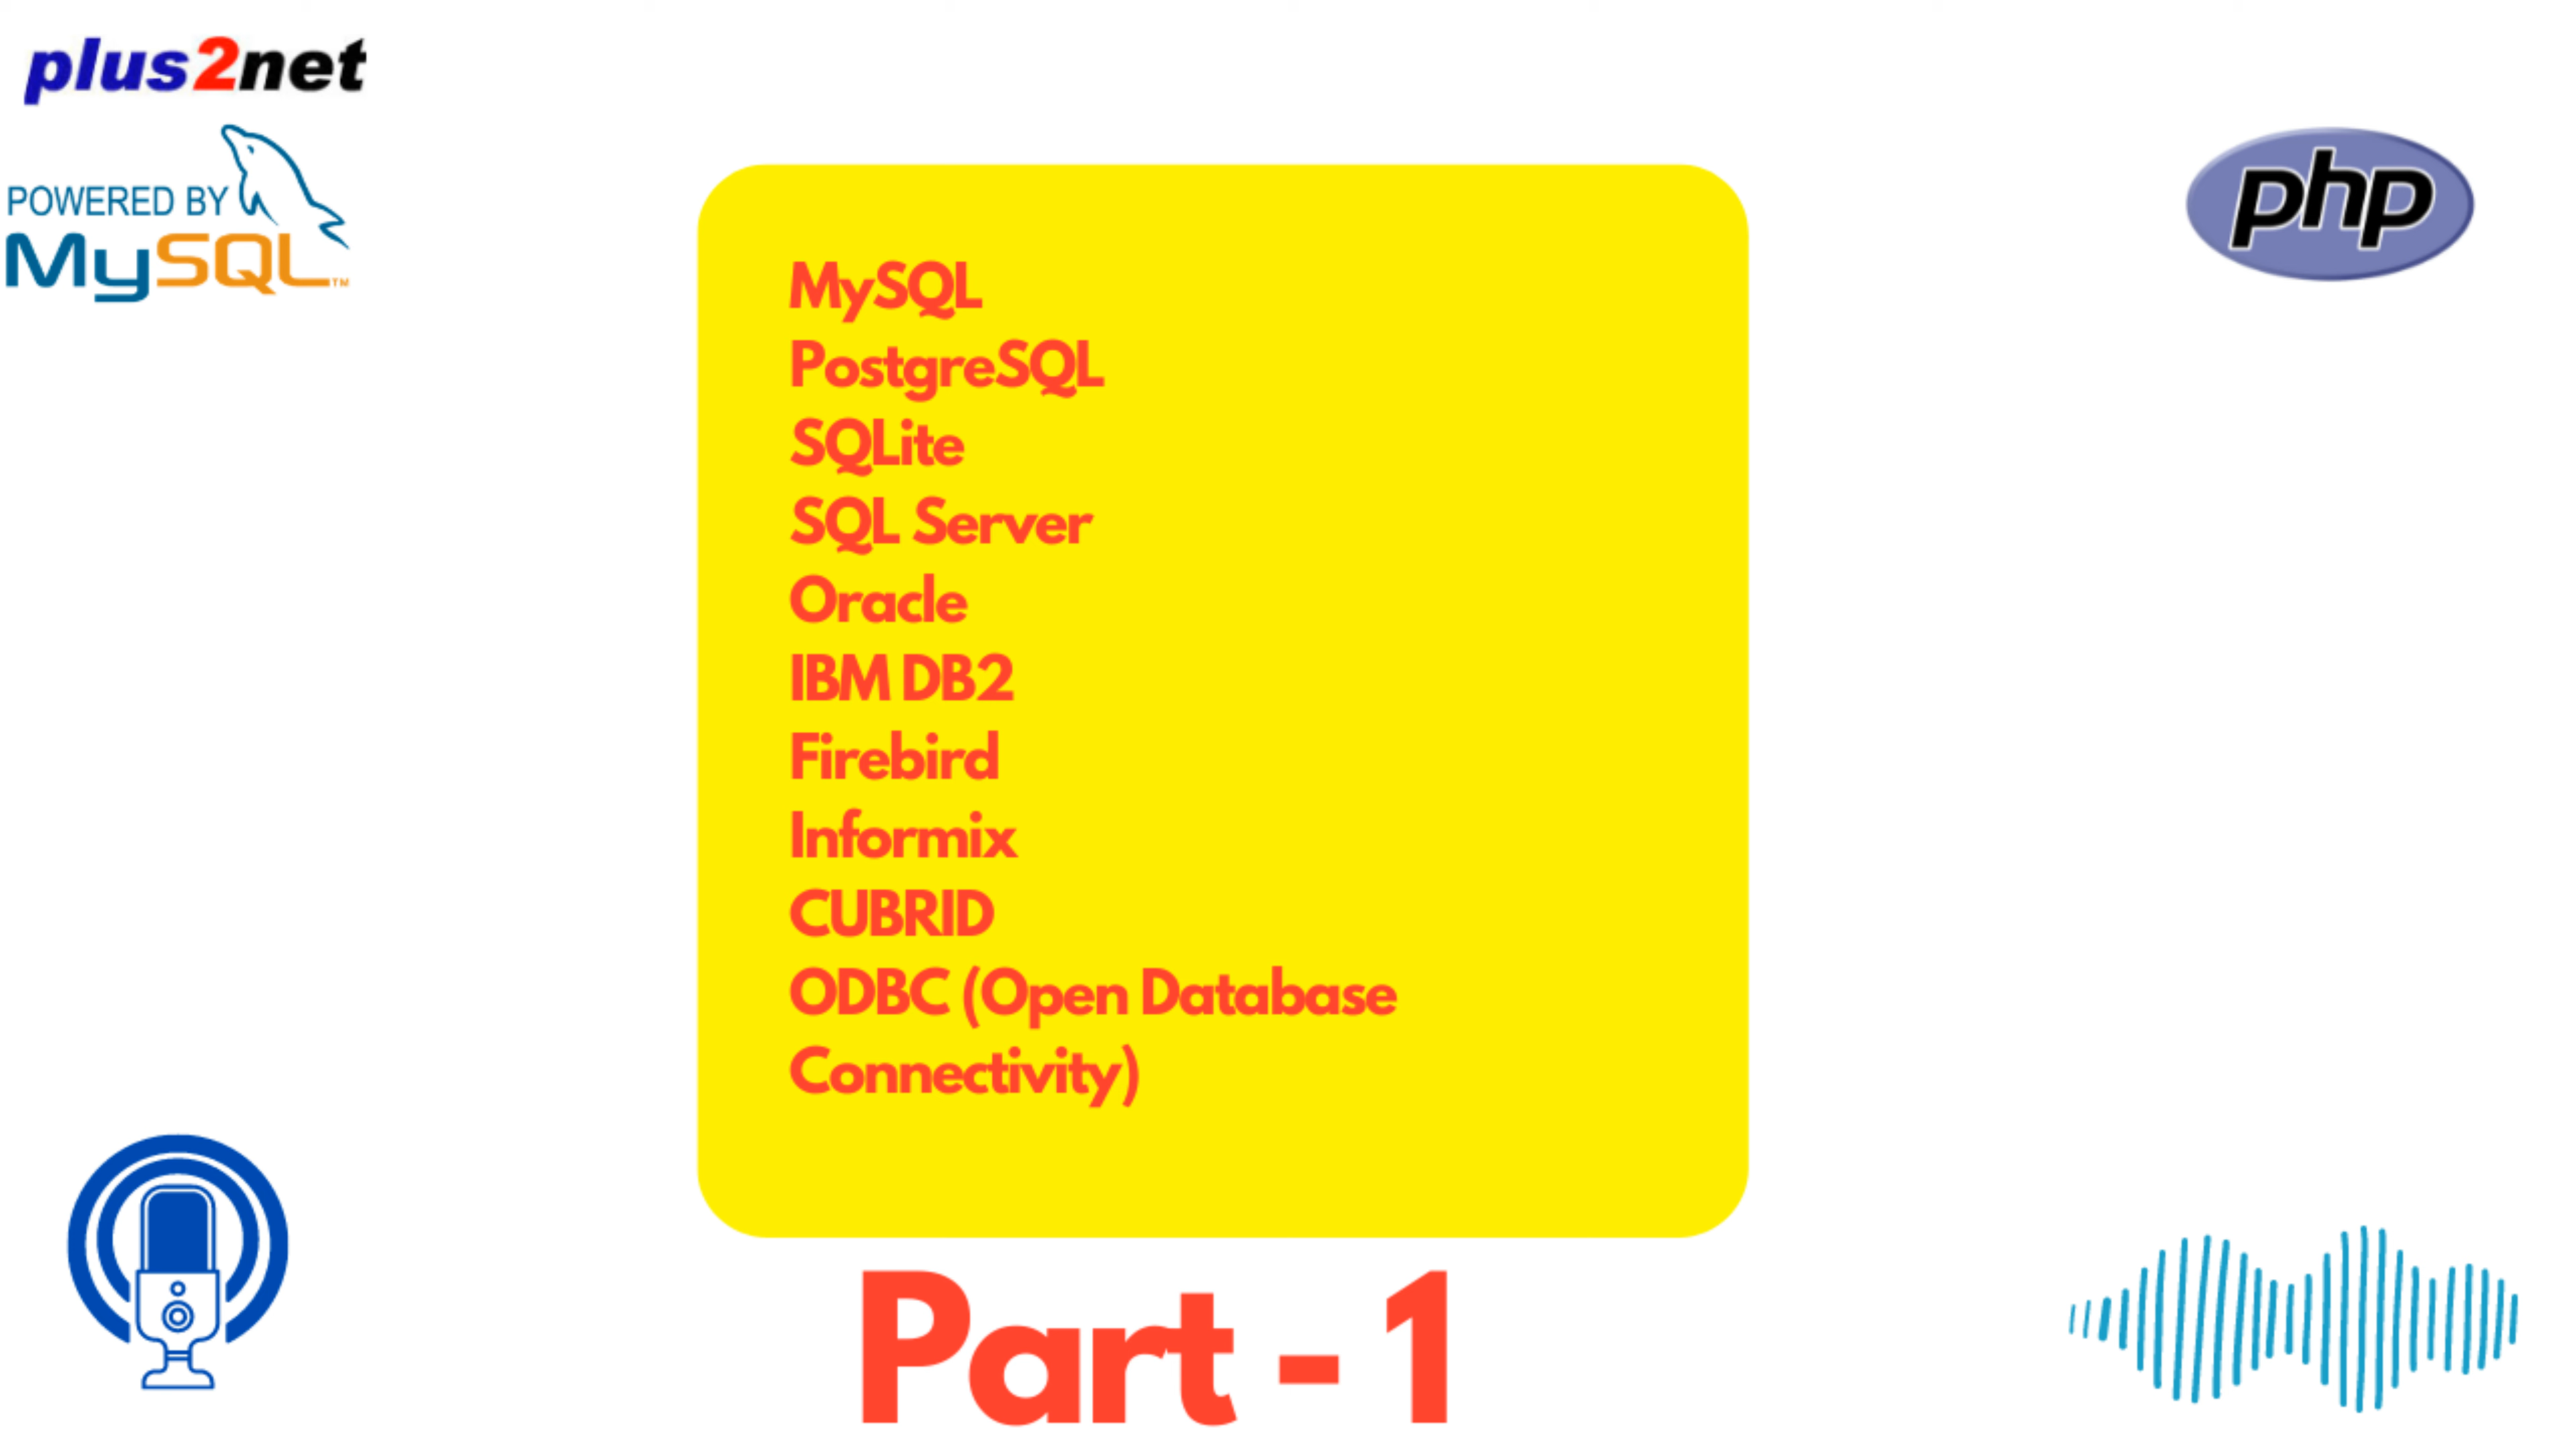 plus2net
POWERED BY
MySQL™
php
MySQL
PostgreSQL
SQLite
SQL Server
Oracle
IBM DB2
Firebird
Informix
CUBRID
ODBC (Open Database
Connectivity)
Part - 1